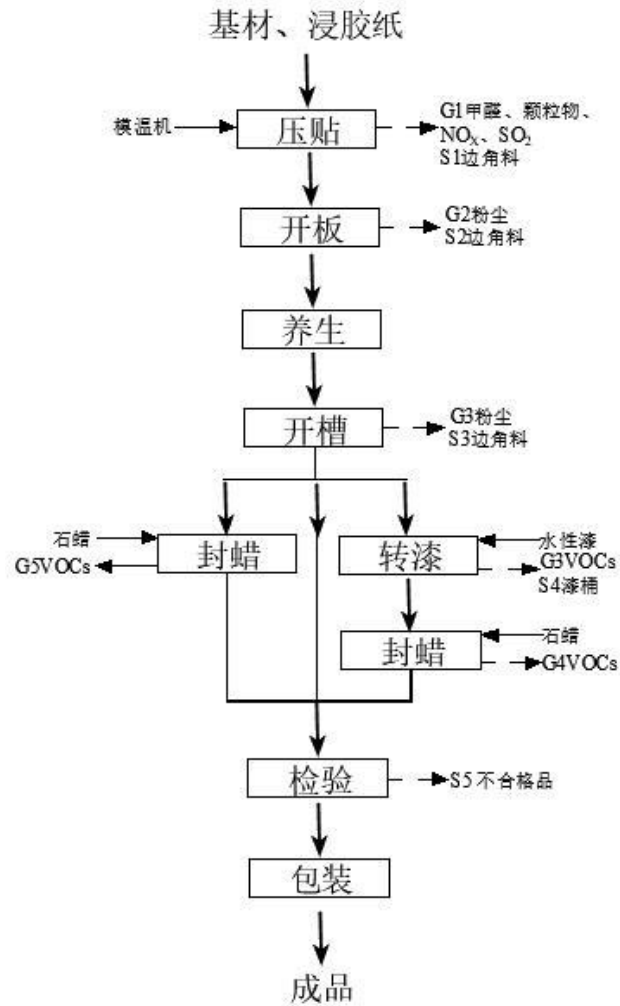 基材、浸胶纸
模温机
压贴
G1甲醛、颗粒物、
NOX、SO2
S1边角料
开板
G2粉尘
S2边角料
养生
开槽
G3粉尘
S3边角料
石蜡
G5VOCs
封蜡
转漆
水性漆
G3VOCs
S4漆桶
封蜡
石蜡
G4VOCs
检验
S5不合格品
包装
成品